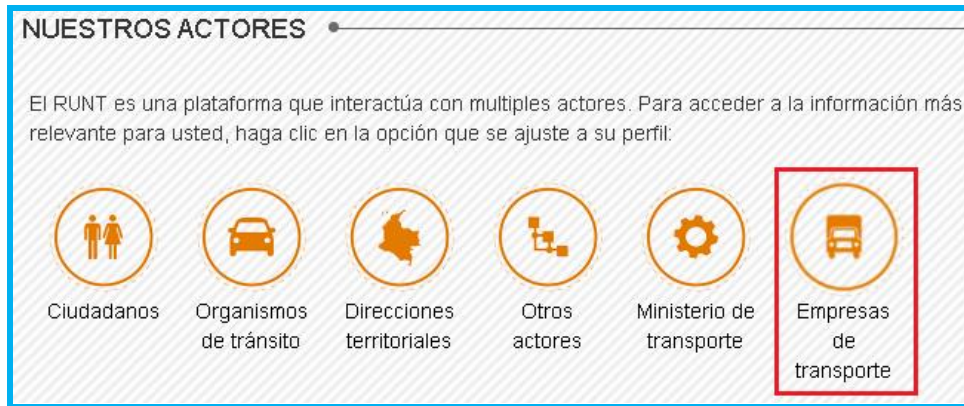 NUESTROS ACTORES
El RUNT es una plataforma que interactúa con multiples actores. Para acceder a la información más
relevante para usted, haga clic en la opción que se ajuste a su perfil:
Ciudadanos
Organismos
de tránsito
Direcciones
territoriales
Otros
actores
Ministerio de
transporte
Empresas
de
transporte